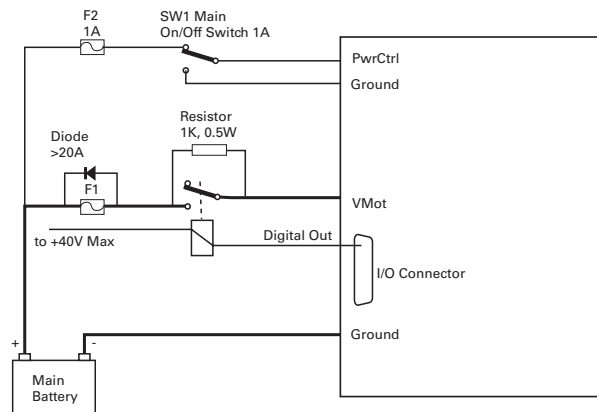 F2
1A
SW1 Main
On/Off Switch 1A
PwrCtrl
Ground
Resistor
1K, 0.5W
Diode
>20A
F1
VMot
to +40V Max
Digital Out
I/O Connector
Ground
+
-
Main
Battery